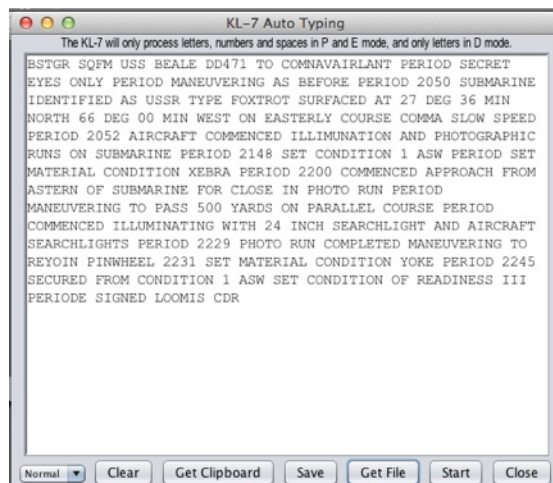 KL-7 Auto Typing
The KL-7 will only process letters, numbers and spaces in P and E mode, and only letters in D mode.
BSTGR SQFM USS BEALE DD471 TO COMNAVAIRLANT PERIOD SECRET
EYES ONLY PERIOD MANEUVERING AS BEFORE PERIOD 2050 SUBMARINE
IDENTIFIED AS USSR TYPE FOXTROT SURFACED AT 27 DEG 36 MIN
NORTH 66 DEG 00 MIN WEST ON EASTERLY COURSE COMMA SLOW SPEED
PERIOD 2052 AIRCRAFT COMMENCED ILLIMUNATION AND PHOTOGRAPHIC
RUNS ON SUBMARINE PERIOD 2148 SET CONDITION 1 ASW PERIOD SET
MATERIAL CONDITION XEBRA PERIOD 2200 COMMENCED APPROACH FROM
ASTERN OF SUBMARINE FOR CLOSE IN PHOTO RUN PERIOD
MANEUVERING TO PASS 500 YARDS ON PARALLEL COURSE PERIOD
COMMENCED ILLUMINATING WITH 24 INCH SEARCHLIGHT AND AIRCRAFT
SEARCHLIGHTS PERIOD 2229 PHOTO RUN COMPLETED MANEUVERING TO
REYOIN PINWHEEL 2231 SET MATERIAL CONDITION YOKE PERIOD 2245
SECURED FROM CONDITION 1 ASW SET CONDITION OF READINESS III
PERIODE SIGNED LOOMIS CDR
Normal Clear Get Clipboard Save Get File Start Close